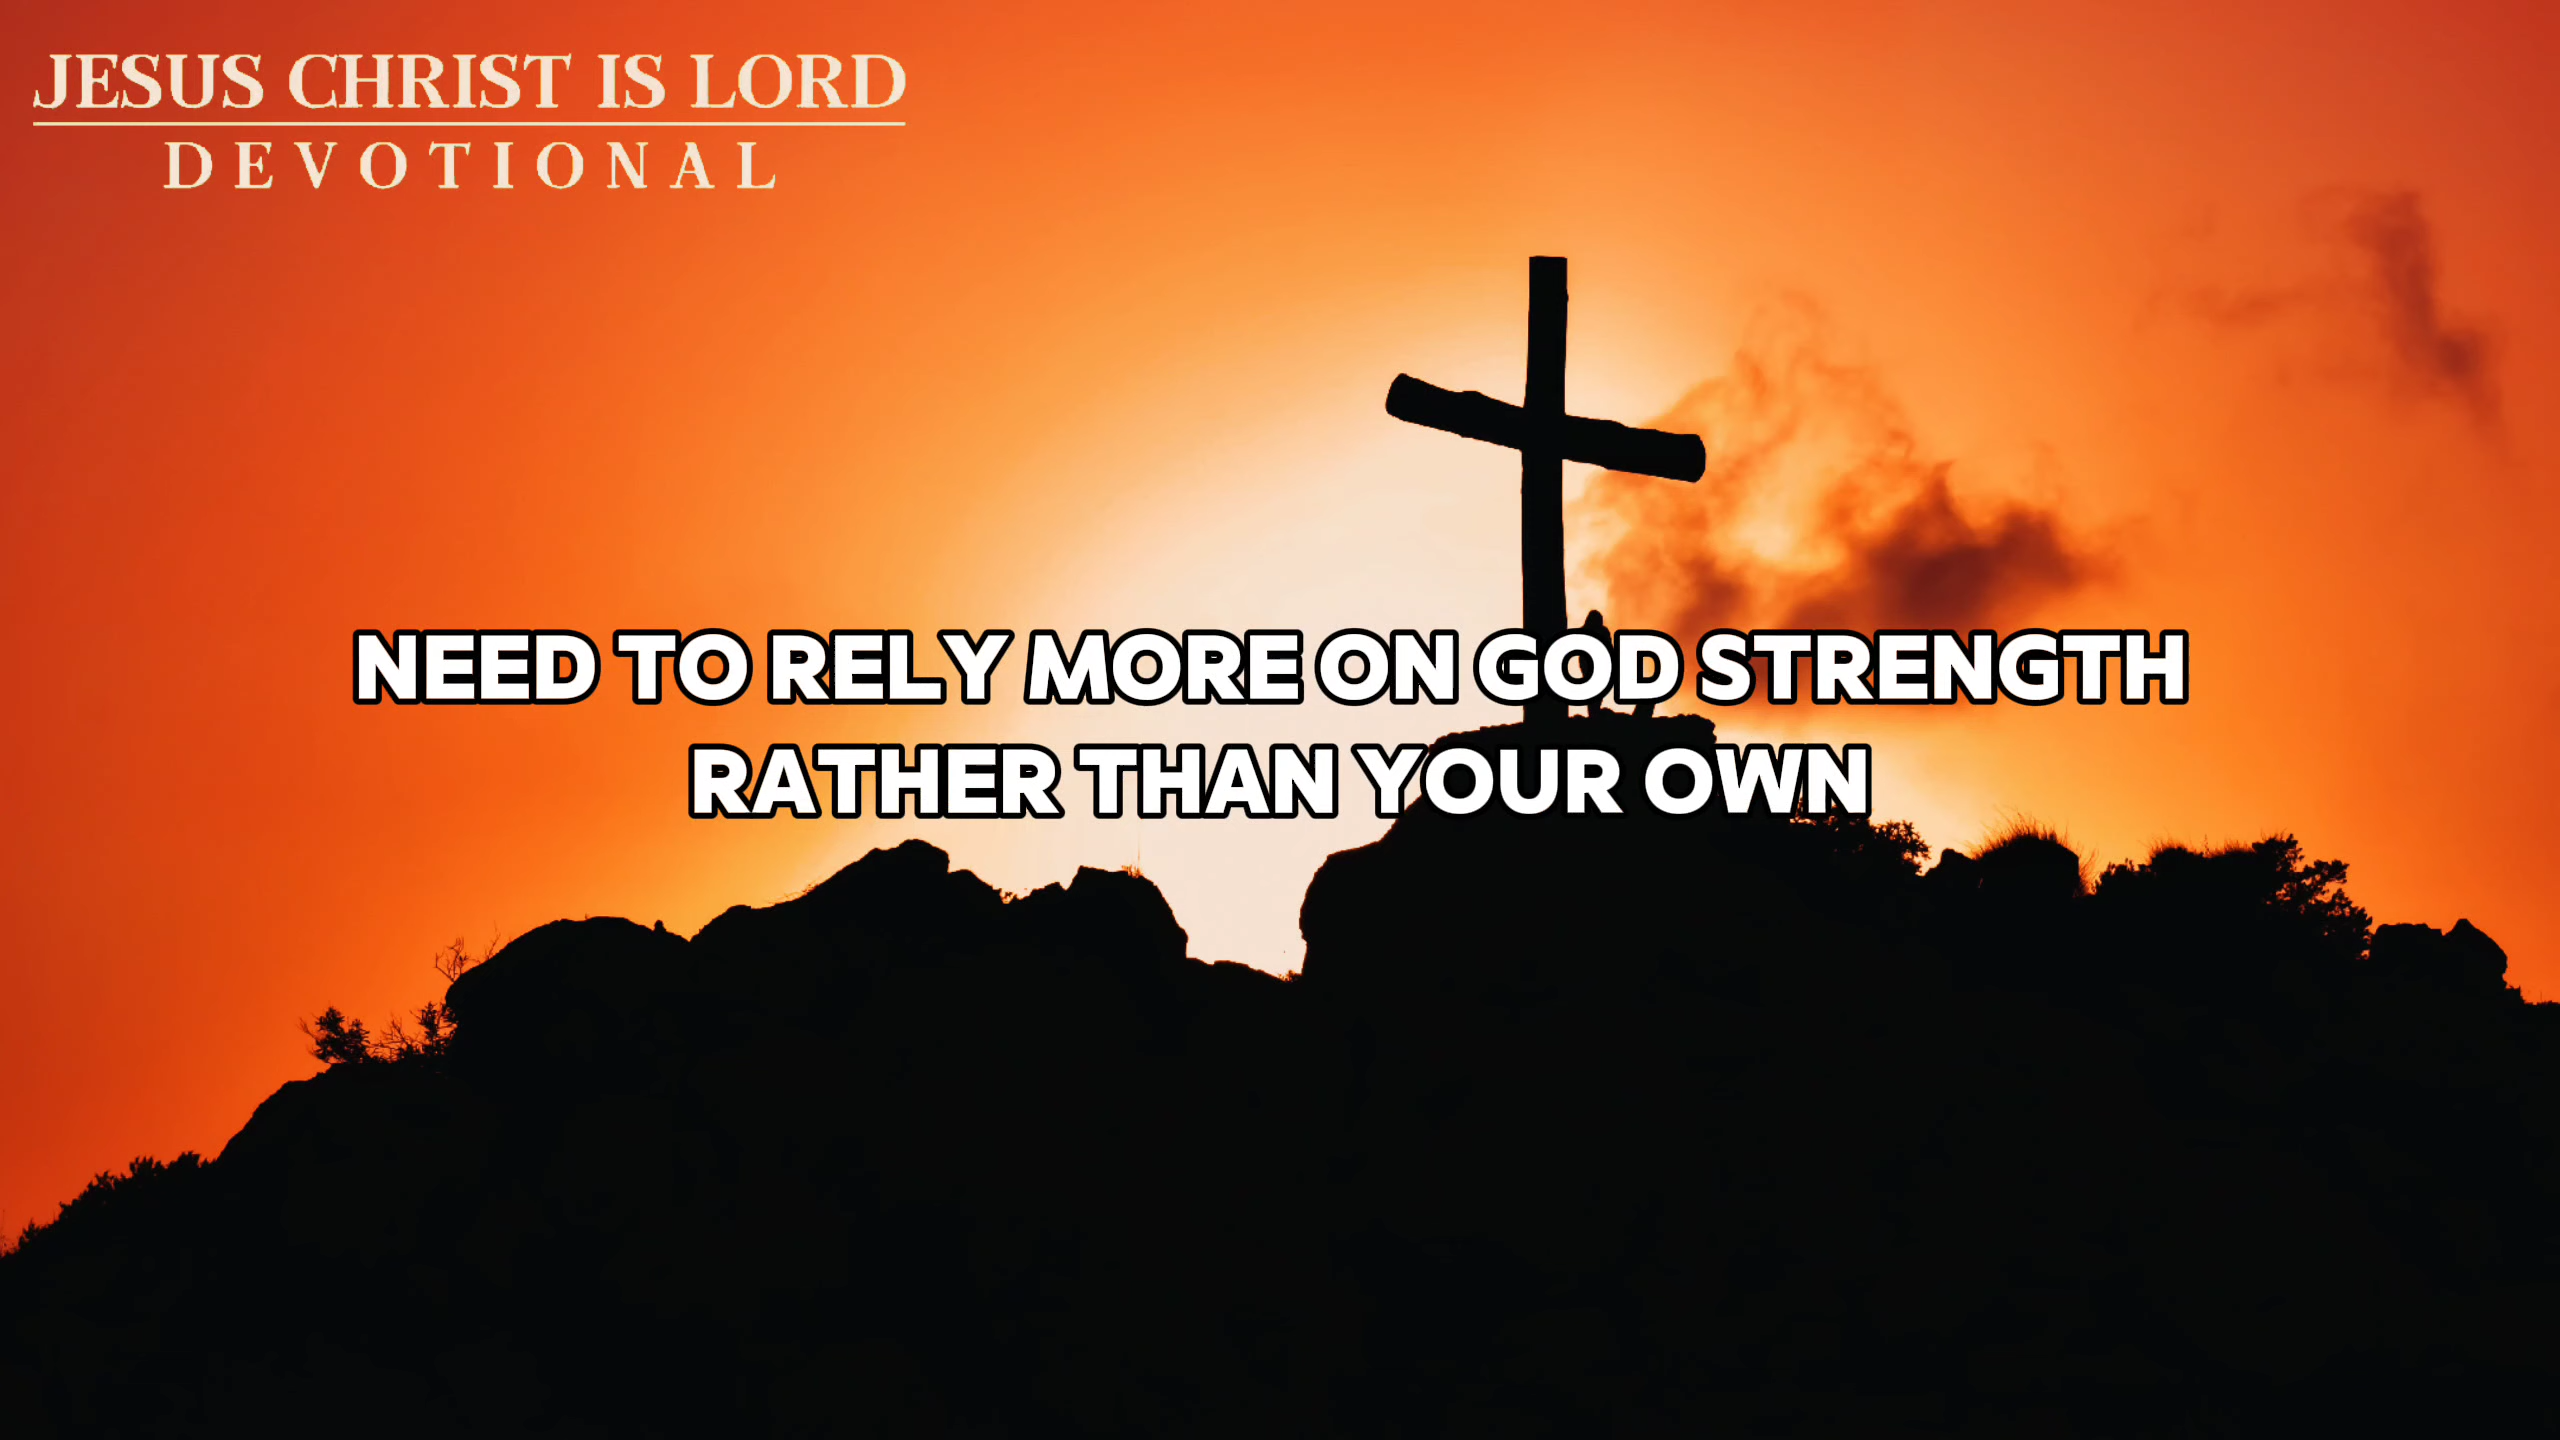 JESUS CHRIST IS LORD
DEVOTIONAL
NEED TO RELY MORE ON GOD STRENGTH
RATHER THAN YOUR OWN